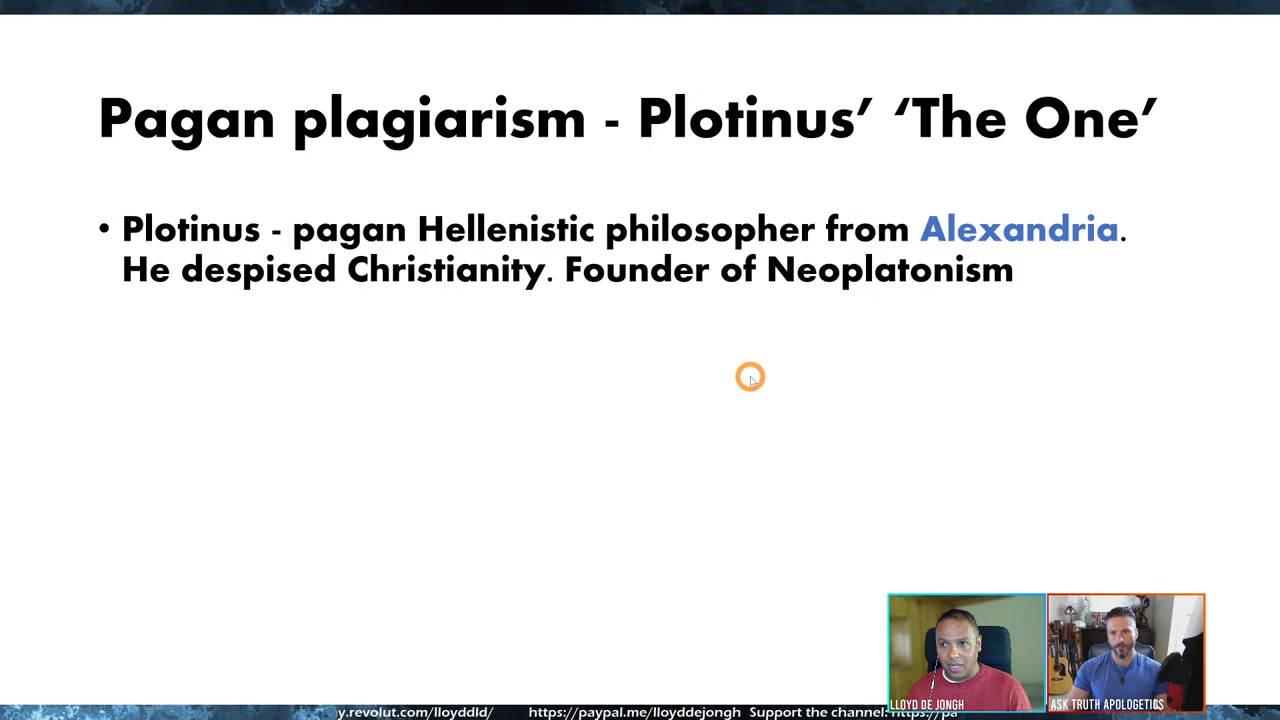 Pagan plagiarism - Plotinus’ ‘The One’
• Plotinus - pagan Hellenistic philosopher from Alexandria.
He despised Christianity. Founder of Neoplatonism
LLOYD DE JONGH
ASK TRUTH APOLOGETICS
y.revolut.com/lloyddld/ https://paypal.me/lloyddejongh Support the channel: https://pa